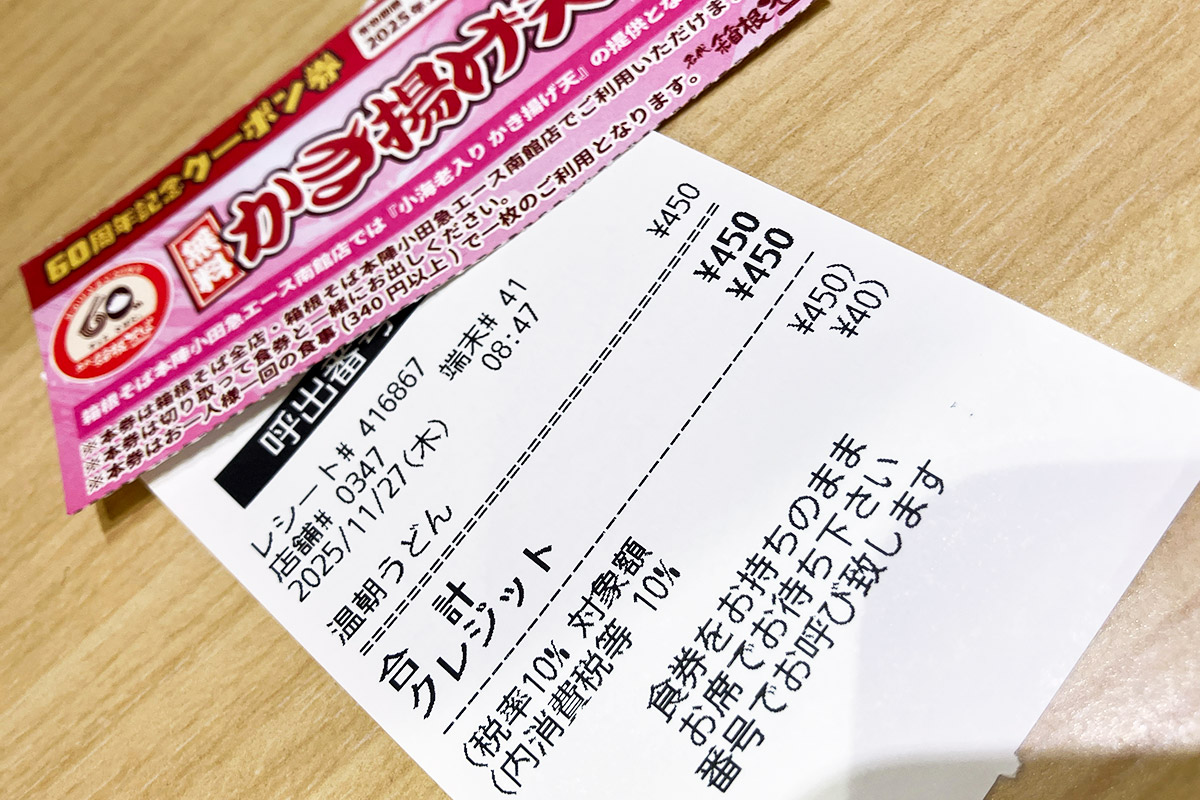 60周年記念クーポン券
2025年
無料
かき揚げ天
箱根そば本陣小田急エース南館店では『小海老入りかき揚げ天』の提供とな
※本券は箱根そば全店・箱根そば本陣小田急エース南館店でご利用いただけま
※本券は切り取って食券と一緒にお出しください。
※本券はお一人様一回の食事(340円以上)で一枚のご利用となります。
60
名代 箱根そば
呼出番号
レシート# 416867 端末# 41
店舗# 0347 08:47
2025/11/27(木)
温朝うどん ¥450
合計 ¥450
クレジット ¥450
(税率10% 対象額 ¥450)
(内消費税等 10% ¥40)
食券をお持ちのまま
お席でお待ち下さい
番号でお呼び致します